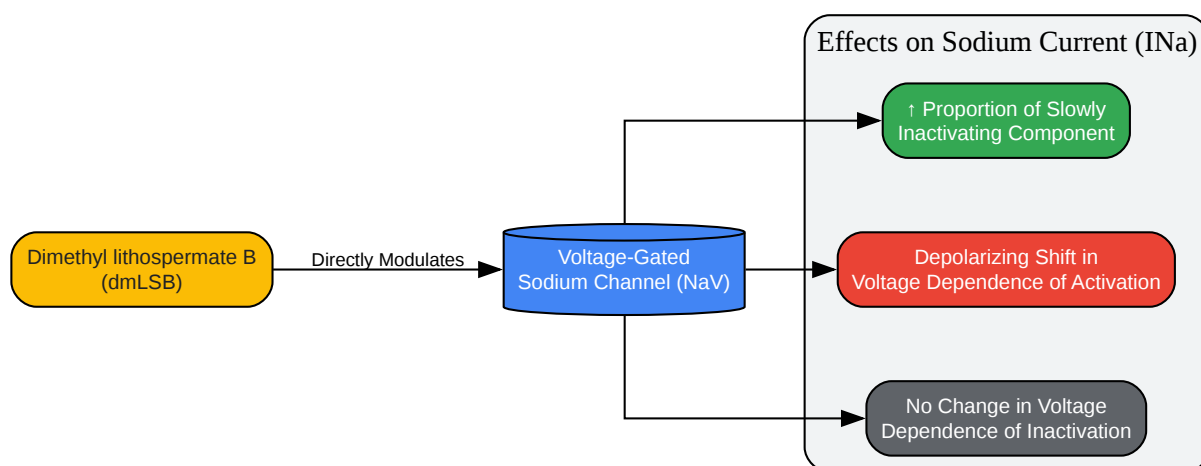 Effects on Sodium Current (INa)
↑ Proportion of Slowly
Inactivating Component
Dimethyl lithospermate B
(dmLSB)
Directly Modulates
Voltage-Gated
Sodium Channel (NaV)
Depolarizing Shift in
Voltage Dependence of Activation
No Change in Voltage
Dependence of Inactivation